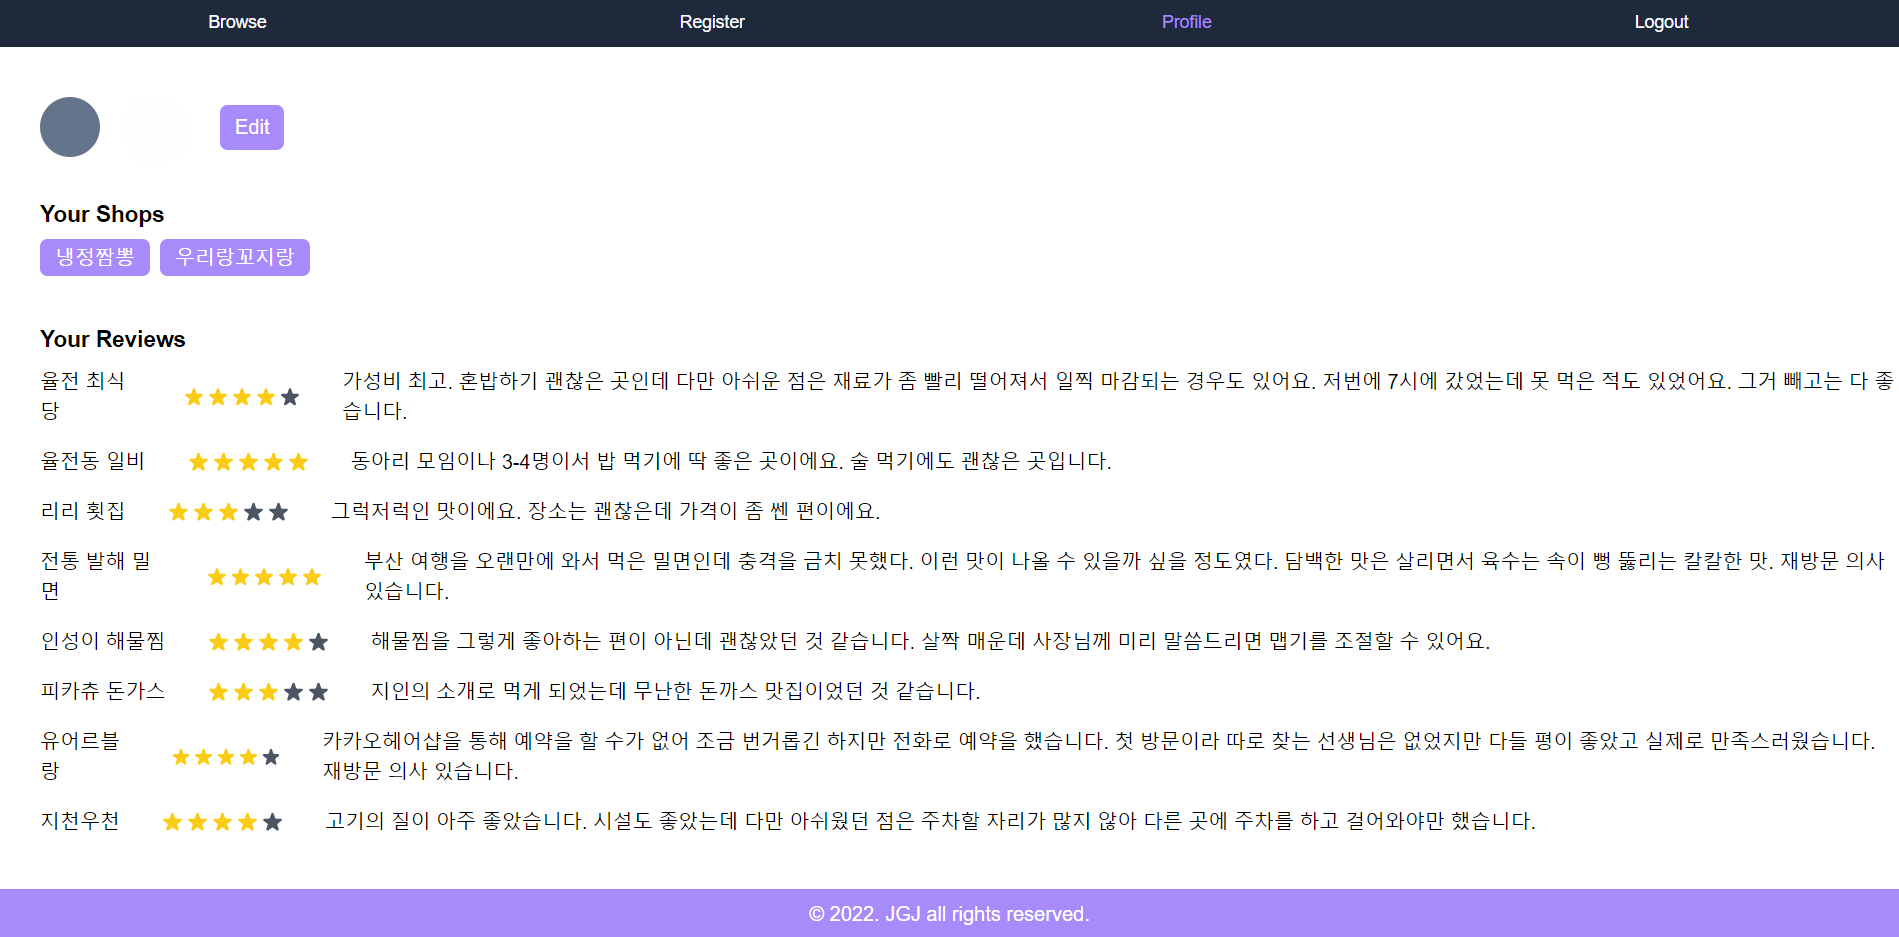 Browse Register Profile Logout
Edit
Your Shops
냉정짬뽕 우리랑꼬지랑
Your Reviews
율전 최식당 가성비 최고. 혼밥하기 괜찮은 곳인데 다만 아쉬운 점은 재료가 좀 빨리 떨어져서 일찍 마감되는 경우도 있어요. 저번에 7시에 갔었는데 못 먹은 적도 있었어요. 그거 빼고는 다 좋습니다.
율전동 일비 동아리 모임이나 3-4명이서 밥 먹기에 딱 좋은 곳이에요. 술 먹기에도 괜찮은 곳입니다.
리리 횟집 그럭저럭인 맛이에요. 장소는 괜찮은데 가격이 좀 쎈 편이에요.
전통 발해 밀면 부산 여행을 오랜만에 와서 먹은 밀면인데 충격을 금치 못했다. 이런 맛이 나올 수 있을까 싶을 정도였다. 담백한 맛은 살리면서 육수는 속이 뻥 뚫리는 칼칼한 맛. 재방문 의사 있습니다.
인성이 해물찜 해물찜을 그렇게 좋아하는 편이 아닌데 괜찮았던 것 같습니다. 살짝 매운데 사장님께 미리 말씀드리면 맵기를 조절할 수 있어요.
피카츄 돈가스 지인의 소개로 먹게 되었는데 무난한 돈까스 맛집이었던 것 같습니다.
유어르블랑 카카오헤어샵을 통해 예약을 할 수가 없어 조금 번거롭긴 하지만 전화로 예약을 했습니다. 첫 방문이라 따로 찾는 선생님은 없었지만 다들 평이 좋았고 실제로 만족스러웠습니다. 재방문 의사 있습니다.
지천우천 고기의 질이 아주 좋았습니다. 시설도 좋았는데 다만 아쉬웠던 점은 주차할 자리가 많지 않아 다른 곳에 주차를 하고 걸어와야만 했습니다.
© 2022. JGJ all rights reserved.